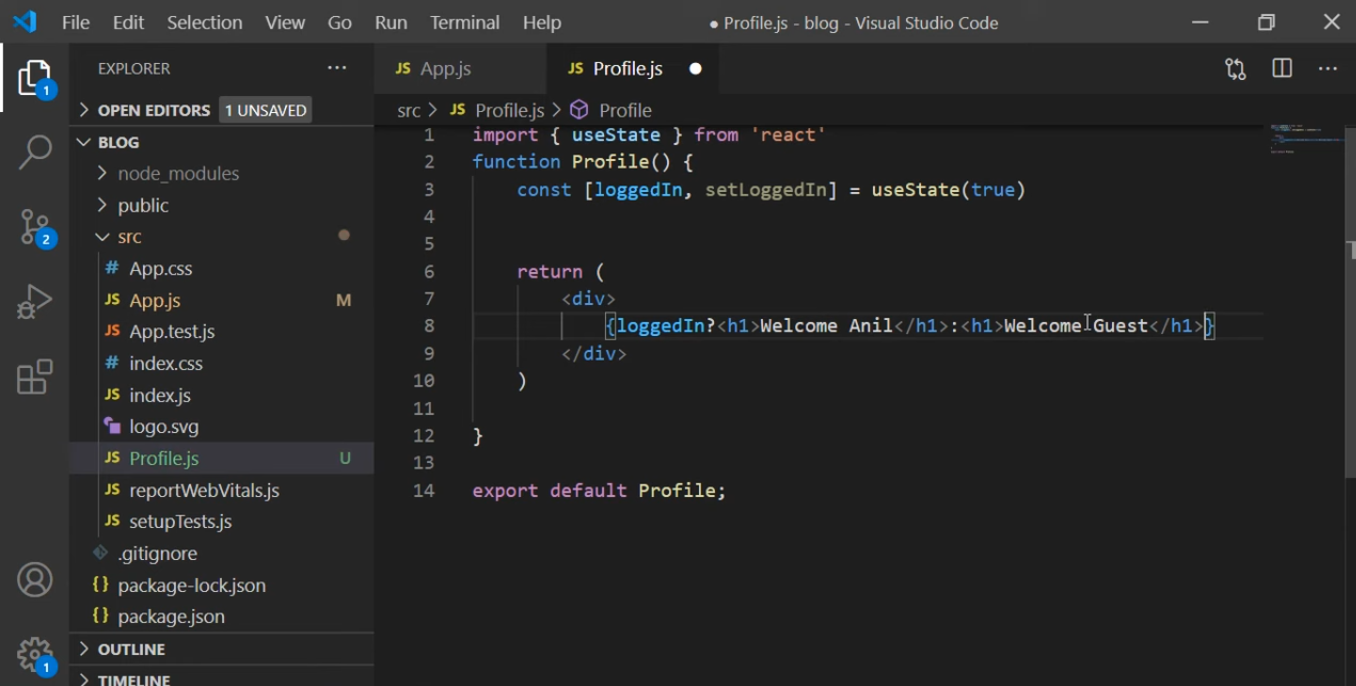 File Edit Selection View Go Run Terminal Help ● Profile.js - blog - Visual Studio Code
EXPLORER ···
JS App.js JS Profile.js ●
OPEN EDITORS 1 UNSAVED
src > JS Profile.js > Profile
BLOG
node_modules
public
src
# App.css
JS App.js M
JS App.test.js
# index.css
JS index.js
logo.svg
JS Profile.js U
JS reportWebVitals.js
JS setupTests.js
.gitignore
{} package-lock.json
{} package.json
OUTLINE
TIMELINE
1
2
1
1 import { useState } from 'react'
2 function Profile() {
3 const [loggedIn, setLoggedIn] = useState(true)
4
5
6 return (
7 <div>
8 {loggedIn?<h1>Welcome Anil</h1>:<h1>Welcome Guest</h1>}
9 </div>
10 )
11
12 }
13
14 export default Profile;